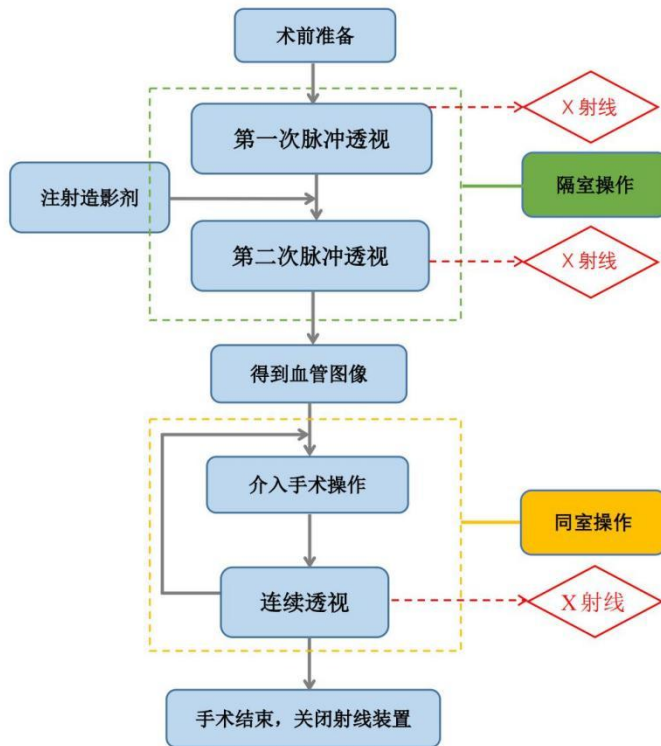 术前准备
X 射线
第一次脉冲透视
隔室操作
注射造影剂
第二次脉冲透视
X 射线
得到血管图像
介入手术操作
同室操作
连续透视
X 射线
手术结束，关闭射线装置